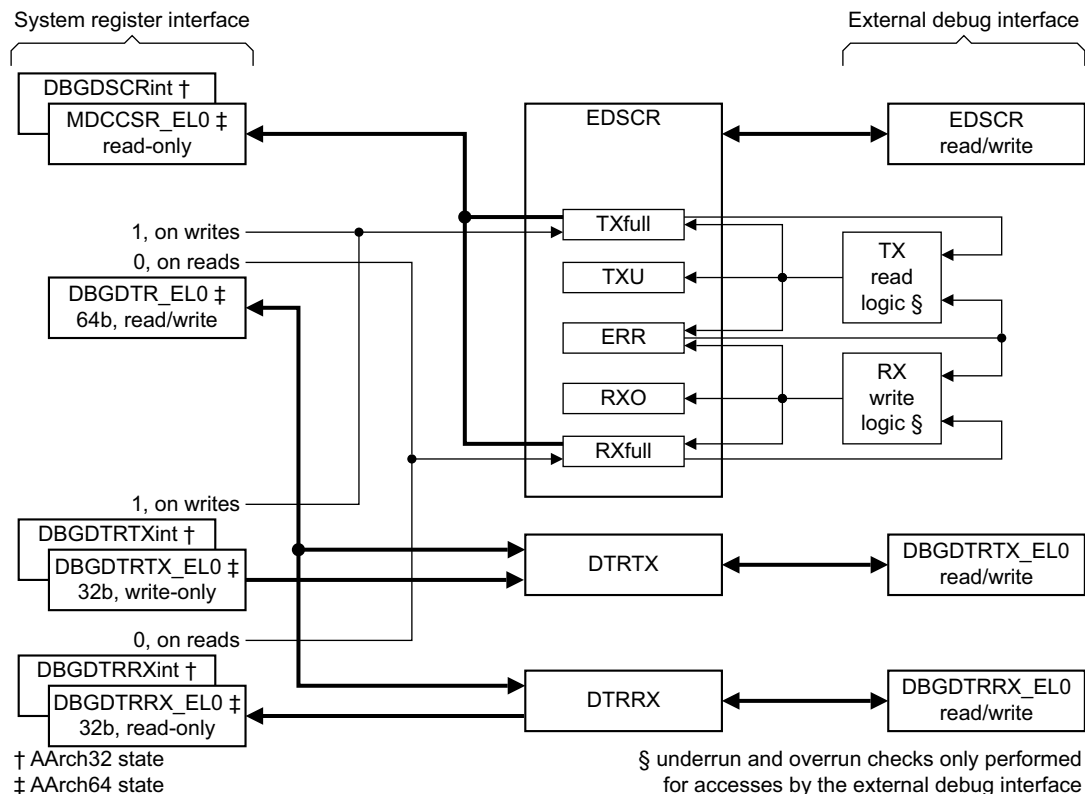 System register interface
External debug interface
DBGDSCRint †
MDCCSR_EL0 ‡
read-only
EDSCR
EDSCR
read/write
TXfull
1, on writes
0, on reads
TX
read
logic §
TXU
DBGDTR_EL0 ‡
64b, read/write
ERR
RX
write
logic §
RXO
RXfull
1, on writes
DBGDTRTXint †
DBGDTRTX_EL0 ‡
32b, write-only
DTRTX
DBGDTRTX_EL0
read/write
0, on reads
DBGDTRRXint †
DBGDTRRX_EL0 ‡
32b, read-only
DTRRX
DBGDTRRX_EL0
read/write
† AArch32 state
‡ AArch64 state
§ underrun and overrun checks only performed
for accesses by the external debug interface